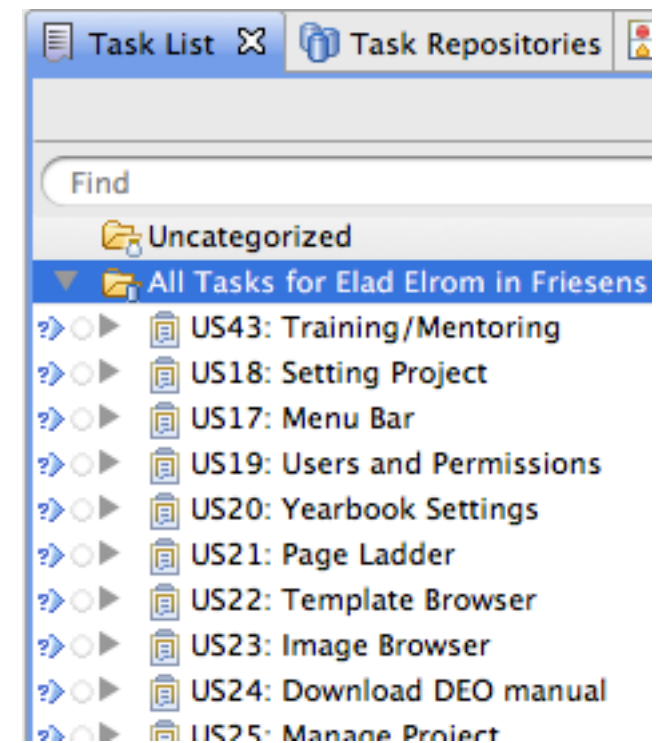 Task List Task Repositories
Find
Uncategorized
All Tasks for Elad Elrom in Friesens
US43: Training/Mentoring
US18: Setting Project
US17: Menu Bar
US19: Users and Permissions
US20: Yearbook Settings
US21: Page Ladder
US22: Template Browser
US23: Image Browser
US24: Download DEO manual
US25: Manage Project